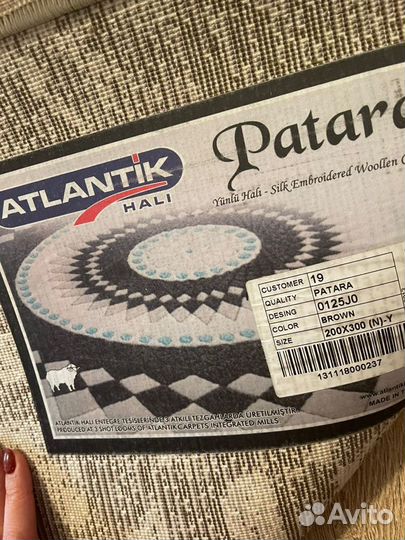 Patara
ATLANTİK
HALI
Yünlü Halı - Silk Embroidered Woollen
CUSTOMER 19
QUALITY PATARA
DESING 0125J0
COLOR BROWN
SIZE 200X300 (N)-Y
131118000237
www.atlantik
MADE IN
ATLANTİK HALI ENTEGRE TESİSLERİNDE 3 ATKILI TEZGAHLARDA ÜRETİLMİŞTİR.
PRODUCED AT 3 SHOT LOOMS OF ATLANTIK CARPETS INTEGRATED MILLS
Avito